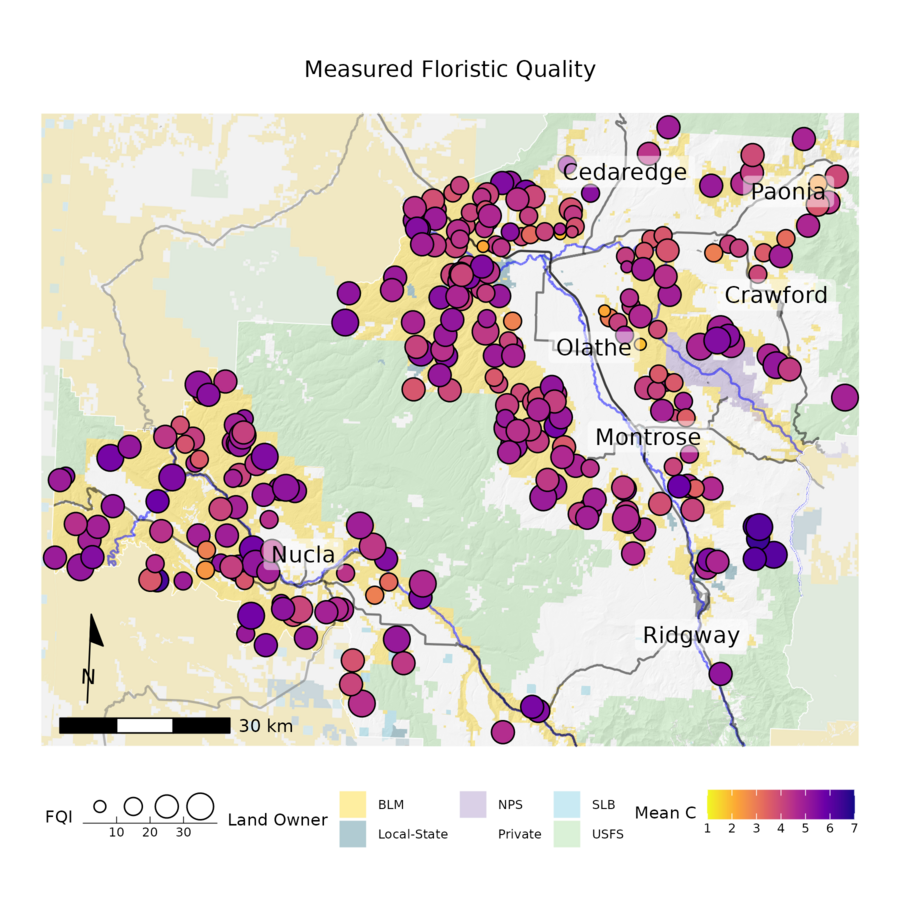 Measured Floristic Quality
Cedaredge
Paonia
Crawford
Olathe
Montrose
Nucla
Ridgway
N
30 km
FQI
10 20 30
Land Owner
BLM NPS SLB
Local-State Private USFS
Mean C
1 2 3 4 5 6 7